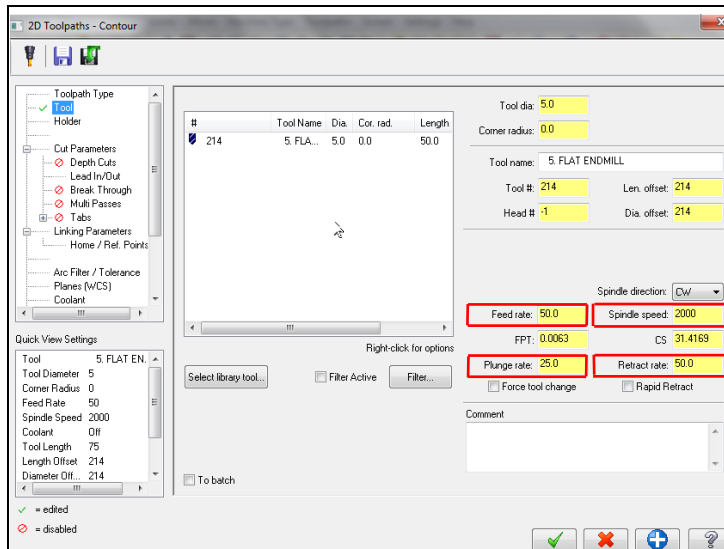 2D Toolpaths - Contour
Toolpath Type
Tool
Holder
Cut Parameters
Depth Cuts
Lead In/Out
Break Through
Multi Passes
Tabs
Linking Parameters
Home / Ref. Points
Arc Filter / Tolerance
Planes (WCS)
Coolant
Quick View Settings
Tool 5. FLAT EN.
Tool Diameter 5
Corner Radius 0
Feed Rate 50
Spindle Speed 2000
Coolant Off
Tool Length 75
Length Offset 214
Diameter Off... 214
= edited
= disabled
# Tool Name Dia. Cor. rad. Length
214 5. FLA... 5.0 0.0 50.0
Right-click for options
Select library tool... Filter Active Filter...
To batch
Tool dia: 5.0
Corner radius: 0.0
Tool name: 5. FLAT ENDMILL
Tool #: 214 Len. offset: 214
Head # -1 Dia. offset: 214
Spindle direction: CW
Feed rate: 50.0 Spindle speed: 2000
FPT: 0.0063 CS 31.4169
Plunge rate: 25.0 Retract rate: 50.0
Force tool change Rapid Retract
Comment